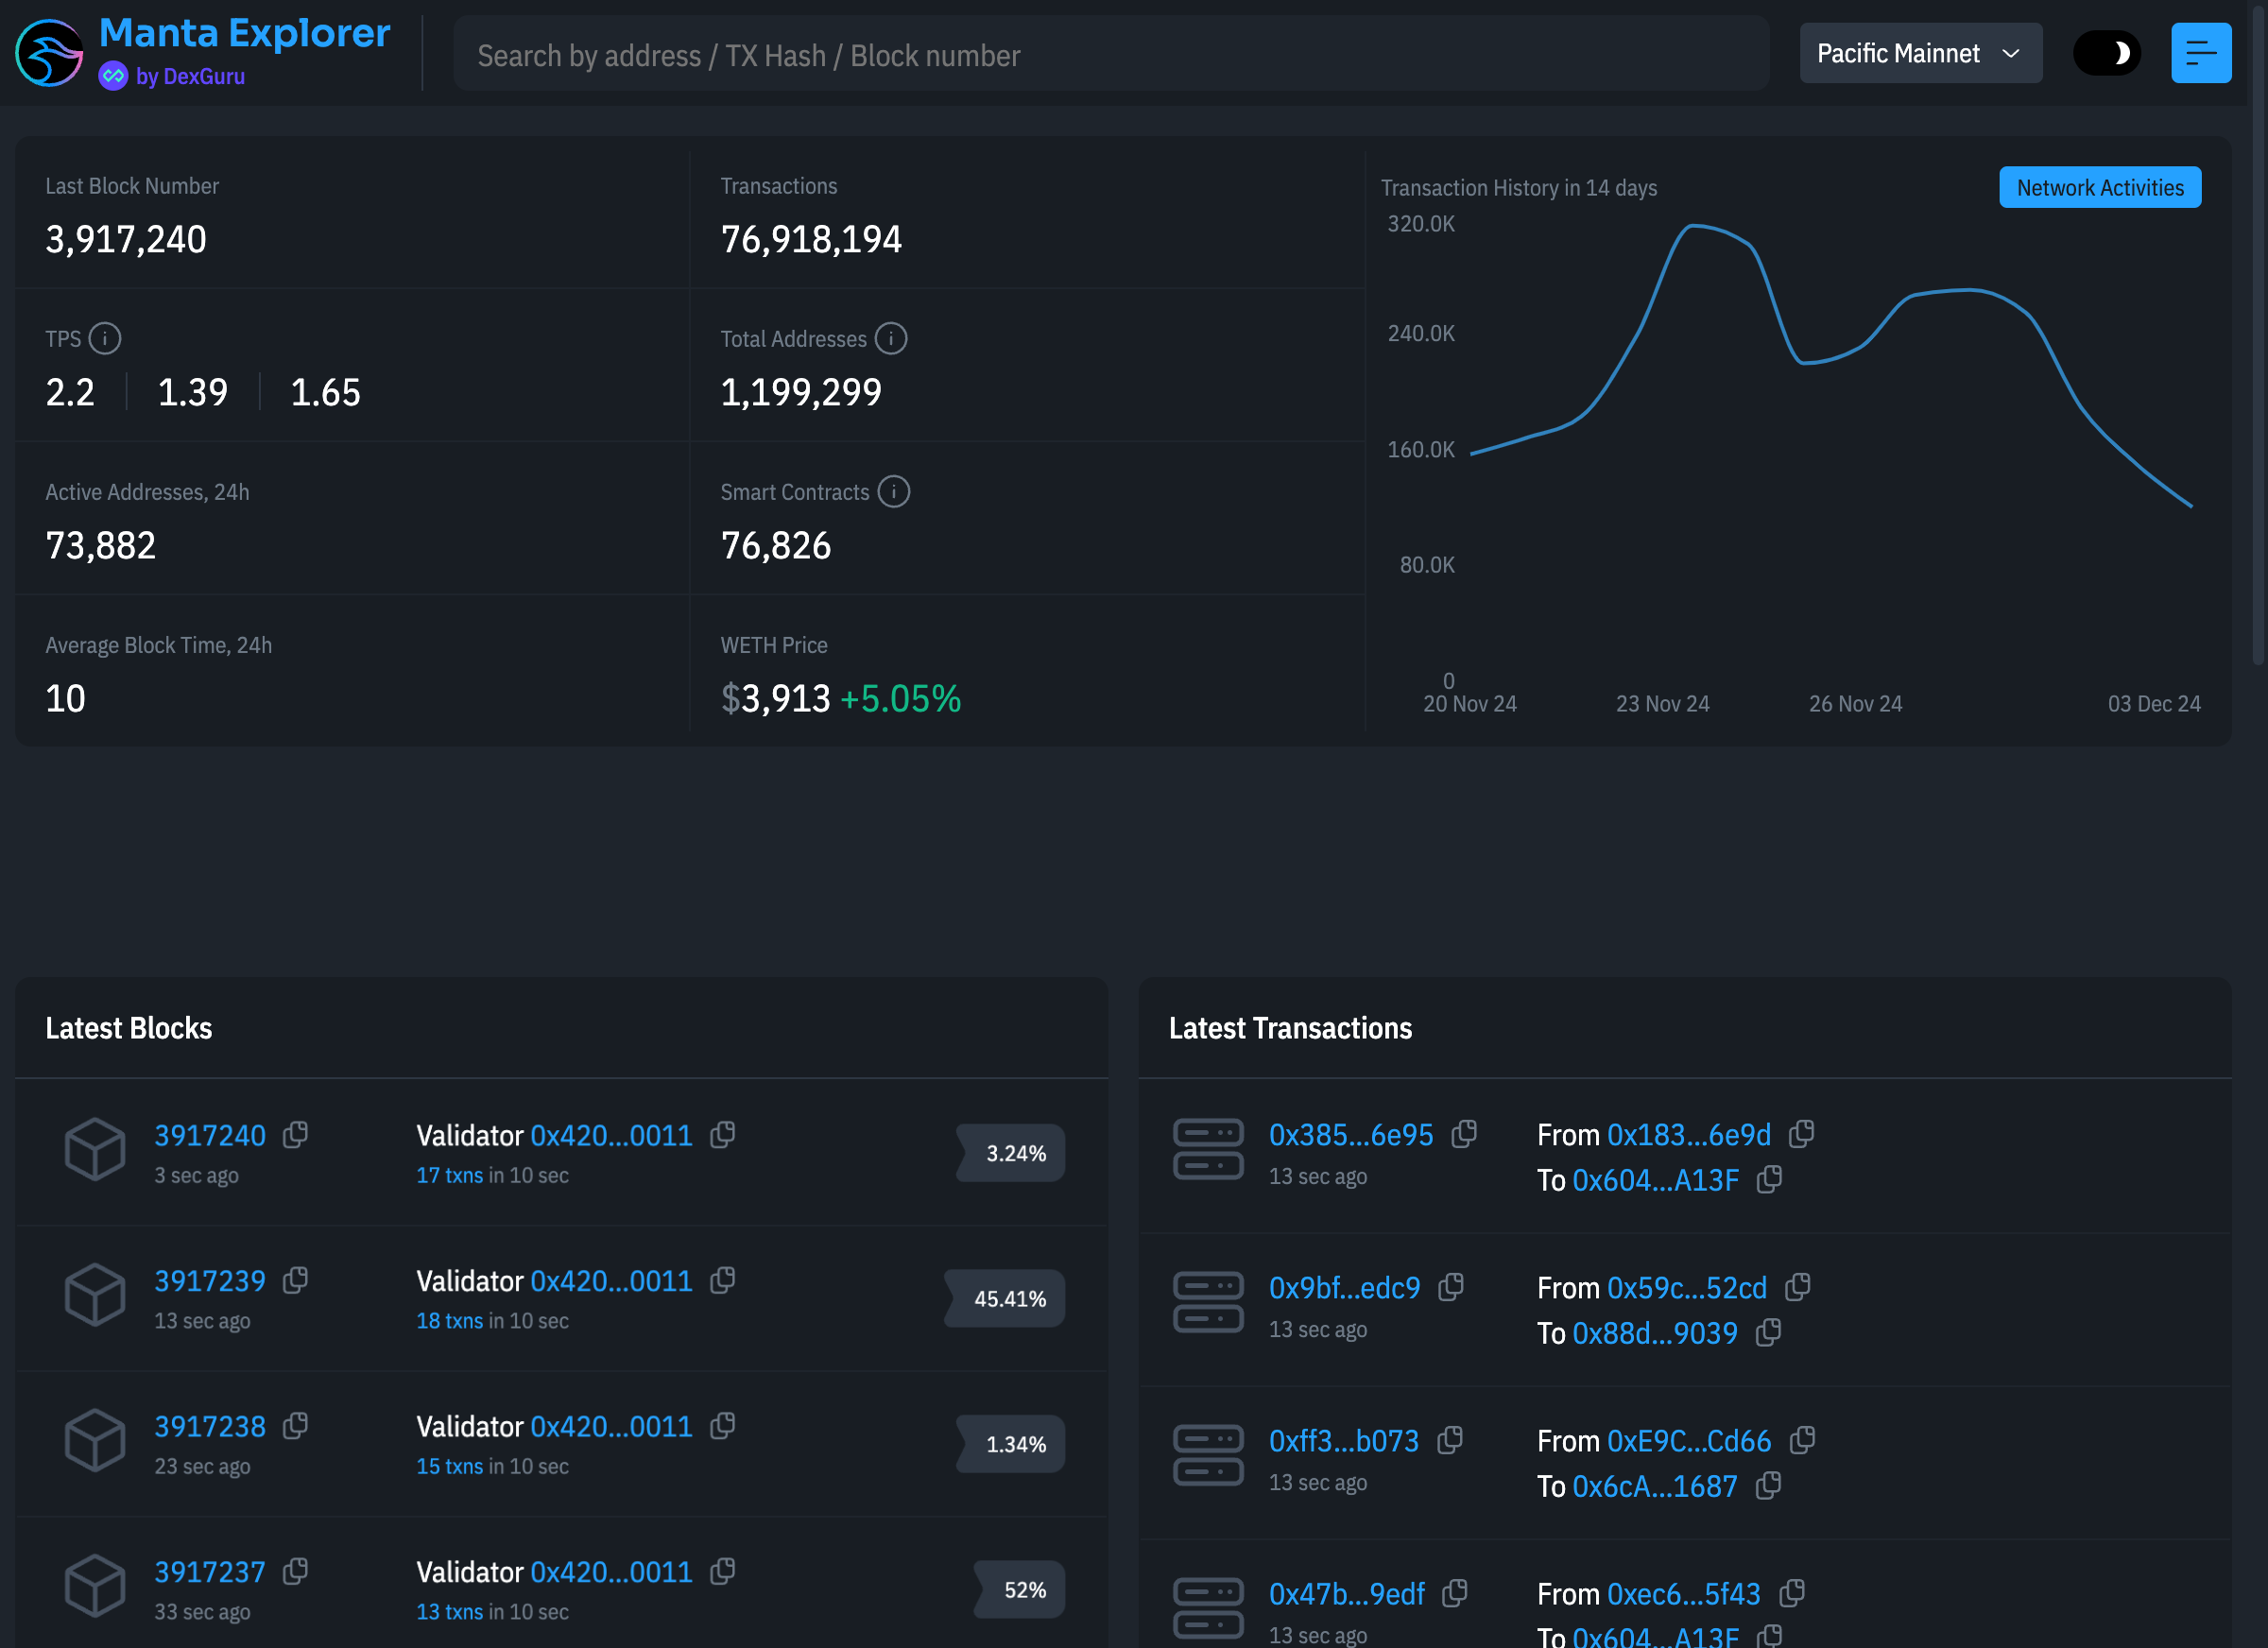 Manta Explorer
by DexGuru
Search by address / TX Hash / Block number
Pacific Mainnet
Last Block Number
3,917,240
Transactions
76,918,194
TPS
2.2 1.39 1.65
Total Addresses
1,199,299
Active Addresses, 24h
73,882
Smart Contracts
76,826
Average Block Time, 24h
10
WETH Price
$3,913 +5.05%
Transaction History in 14 days
Network Activities
320.0K
240.0K
160.0K
80.0K
0
20 Nov 24 23 Nov 24 26 Nov 24 03 Dec 24
Latest Blocks
3917240 Validator 0x420...0011
3.24%
3 sec ago 17 txns in 10 sec
3917239 Validator 0x420...0011
45.41%
13 sec ago 18 txns in 10 sec
3917238 Validator 0x420...0011
1.34%
23 sec ago 15 txns in 10 sec
3917237 Validator 0x420...0011
52%
33 sec ago 13 txns in 10 sec
Latest Transactions
0x385...6e95 From 0x183...6e9d
13 sec ago To 0x604...A13F
0x9bf...edc9 From 0x59c...52cd
13 sec ago To 0x88d...9039
0xff3...b073 From 0xE9C...Cd66
13 sec ago To 0x6cA...1687
0x47b...9edf From 0xec6...5f43
13 sec ago To 0x604...A13F